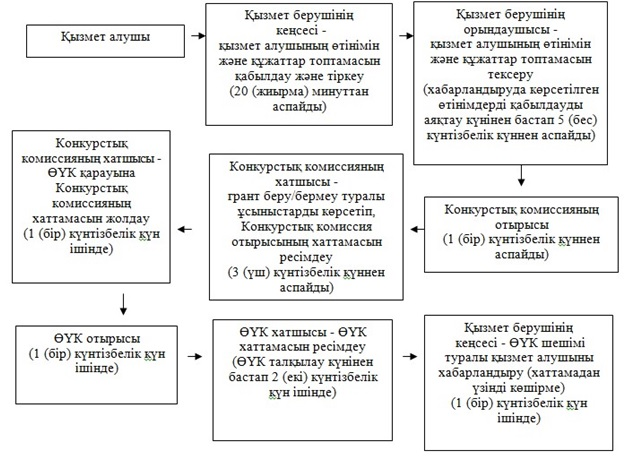 Қызмет алушы
Қызмет берушінің
кеңсесі -
қызмет алушының өтінімін
және құжаттар топтамасын
қабылдау және тіркеу
(20 (жиырма) минуттан
аспайды)
Қызмет берушінің
орындаушысы -
қызмет алушының өтінімін
және құжаттар топтамасын
тексеру
(хабарландыруда көрсетілген
өтінімдерді қабылдауды
аяқтау күнінен бастап 5 (бес)
күнтізбелік күннен аспайды)
Конкурстық комиссияның
отырысы
(1 (бір) күнтізбелік күннен
аспайды)
Конкурстық комиссияның
хатшысы -
грант беру/бермеу туралы
ұсыныстарды көрсетіп,
Конкурстық комиссия
отырысының хаттамасын
ресімдеу
(3 (үш) күнтізбелік күннен
аспайды)
Конкурстық
комиссияның хатшысы -
ӨҮК қарауына
Конкурстық
комиссияның
хаттамасын жолдау
(1 (бір) күнтізбелік күн
ішінде)
ӨҮК отырысы
(1 (бір) күнтізбелік күн
ішінде)
ӨҮК хатшысы - ӨҮК
хаттамасын ресімдеу
(ӨҮК талқылау күнінен
бастап 2 (екі) күнтізбелік
күн ішінде)
Қызмет берушінің
кеңсесі - ӨҮК шешімі
туралы қызмет алушыны
хабарландыру (хаттамадан
үзінді көшірме)
(1 (бір) күнтізбелік күн
ішінде)